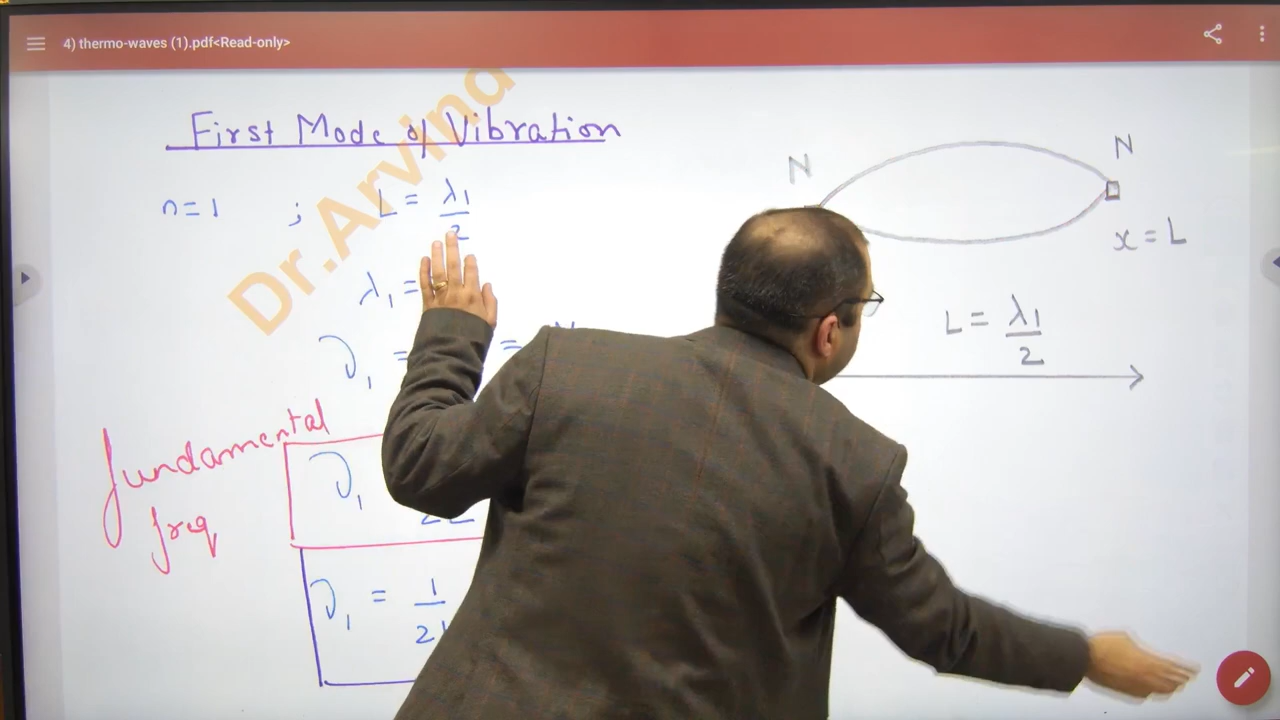 4) thermo-waves (1).pdf<Read-only>
First Mode of Vibration
n=1 ; L = λ1/2
λ1 =
ν1 = =
fundamental
freq
ν1
2L
ν1 = 1
N
N
x = L
L = λ1/2
Dr.Arvind